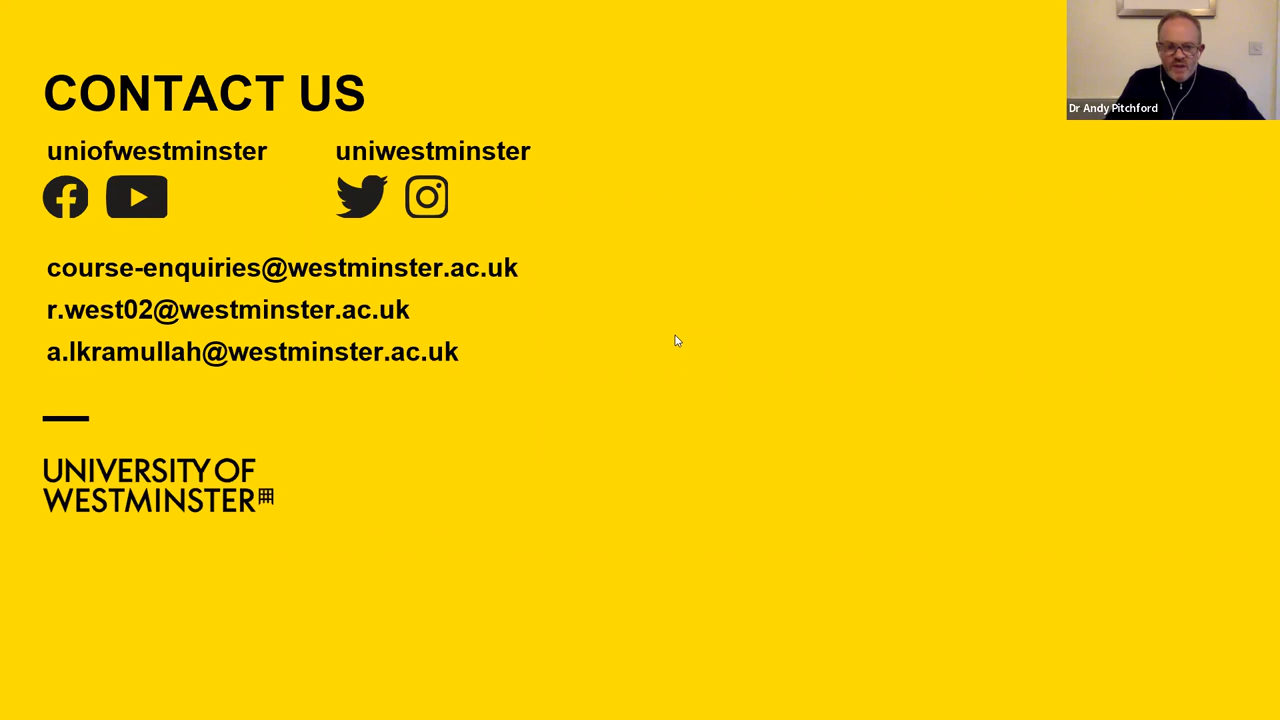 CONTACT US
uniofwestminster
uniwestminster
course-enquiries@westminster.ac.uk
r.west02@westminster.ac.uk
a.lkramullah@westminster.ac.uk
UNIVERSITY OF
WESTMINSTER
Dr Andy Pitchford